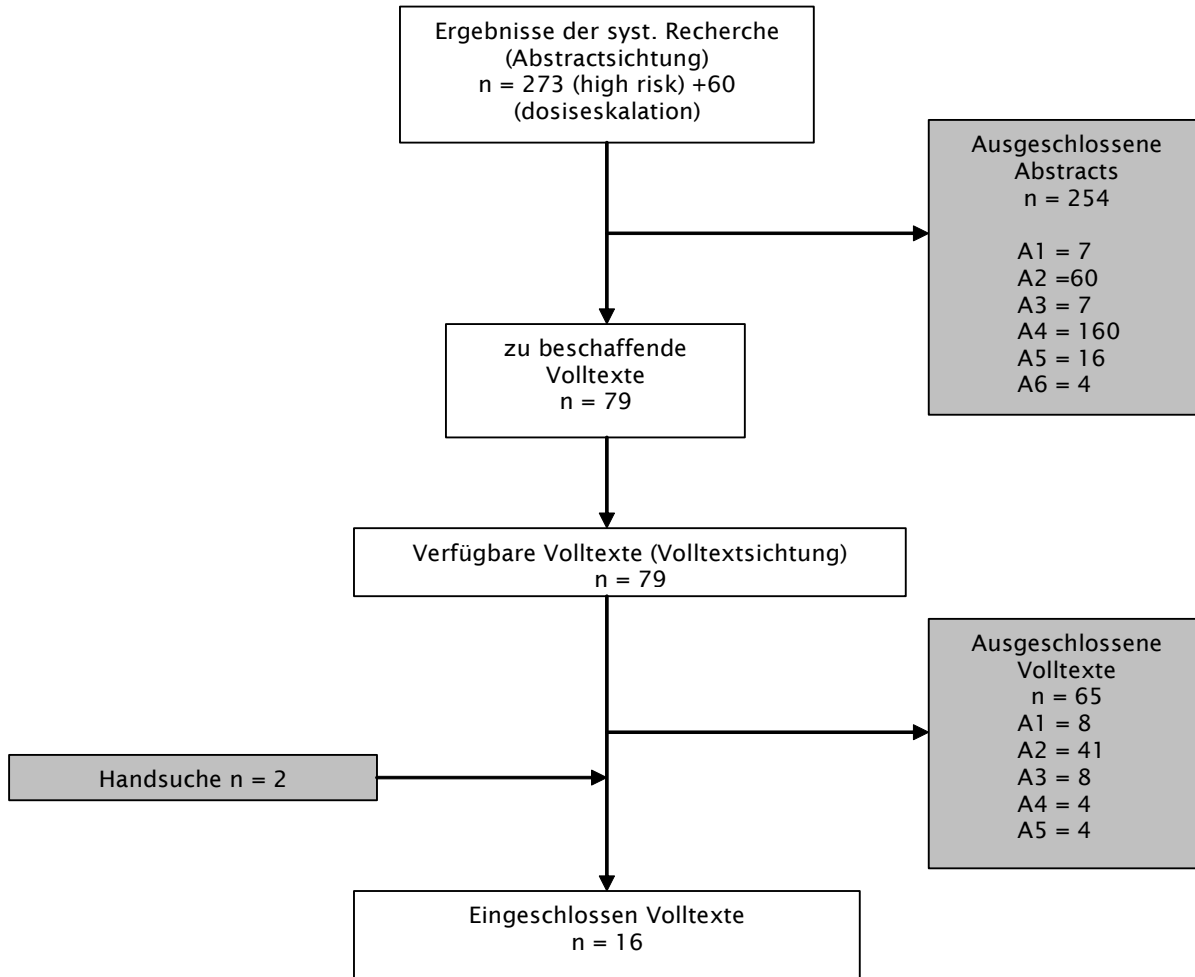 Ergebnisse der syst. Recherche
(Abstractsichtung)
n = 273 (high risk) +60
(dosiseskalation)
Ausgeschlossene
Abstracts
n = 254
A1 = 7
A2 =60
A3 = 7
A4 = 160
A5 = 16
A6 = 4
zu beschaffende
Volltexte
n = 79
Verfügbare Volltexte (Volltextsichtung)
n = 79
Ausgeschlossene
Volltexte
n = 65
A1 = 8
A2 = 41
A3 = 8
A4 = 4
A5 = 4
Handsuche n = 2
Eingeschlossen Volltexte
n = 16